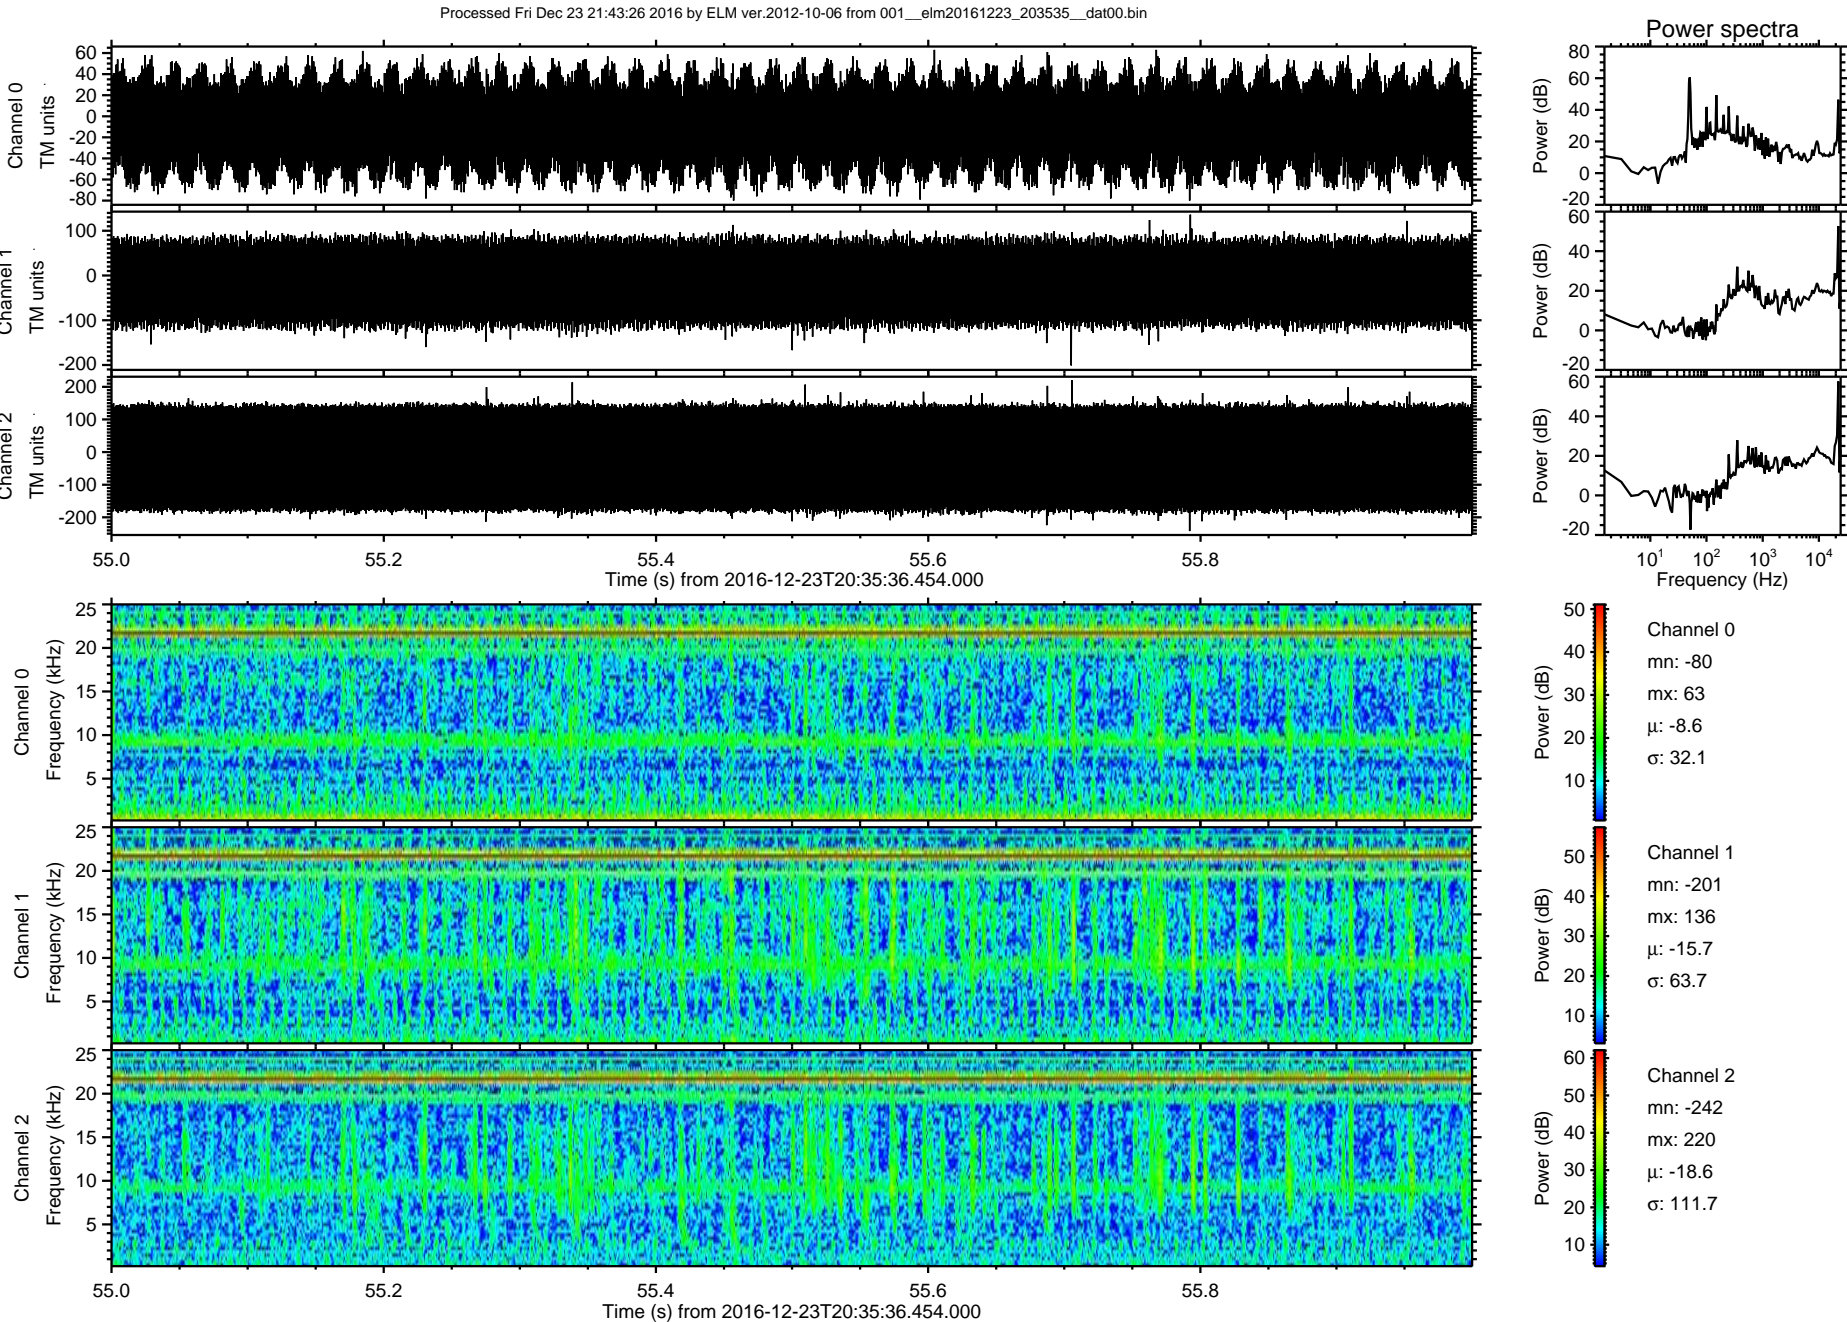 Processed Fri Dec 23 21:43:26 2016 by ELM ver.2012-10-06 from 001__elm20161223_203535__dat00.bin
Power spectra
Channel 0
TM units
60
40
20
0
-20
-40
-60
-80
Power (dB)
80
60
40
20
0
-20
Channel 1
TM units
100
0
-100
-200
Power (dB)
60
40
20
0
-20
Channel 2
TM units
200
100
0
-100
-200
Power (dB)
60
40
20
0
-20
55.0 55.2 55.4 55.6 55.8
Time (s) from 2016-12-23T20:35:36.454.000
10¹ 10² 10³ 10⁴
Frequency (Hz)
Channel 0
Frequency (kHz)
25
20
15
10
5
Power (dB)
50
40
30
20
10
Channel 0
mn: -80
mx: 63
μ: -8.6
σ: 32.1
Channel 1
Frequency (kHz)
25
20
15
10
5
Power (dB)
50
40
30
20
10
Channel 1
mn: -201
mx: 136
μ: -15.7
σ: 63.7
Channel 2
Frequency (kHz)
25
20
15
10
5
Power (dB)
60
50
40
30
20
10
Channel 2
mn: -242
mx: 220
μ: -18.6
σ: 111.7
55.0 55.2 55.4 55.6 55.8
Time (s) from 2016-12-23T20:35:36.454.000